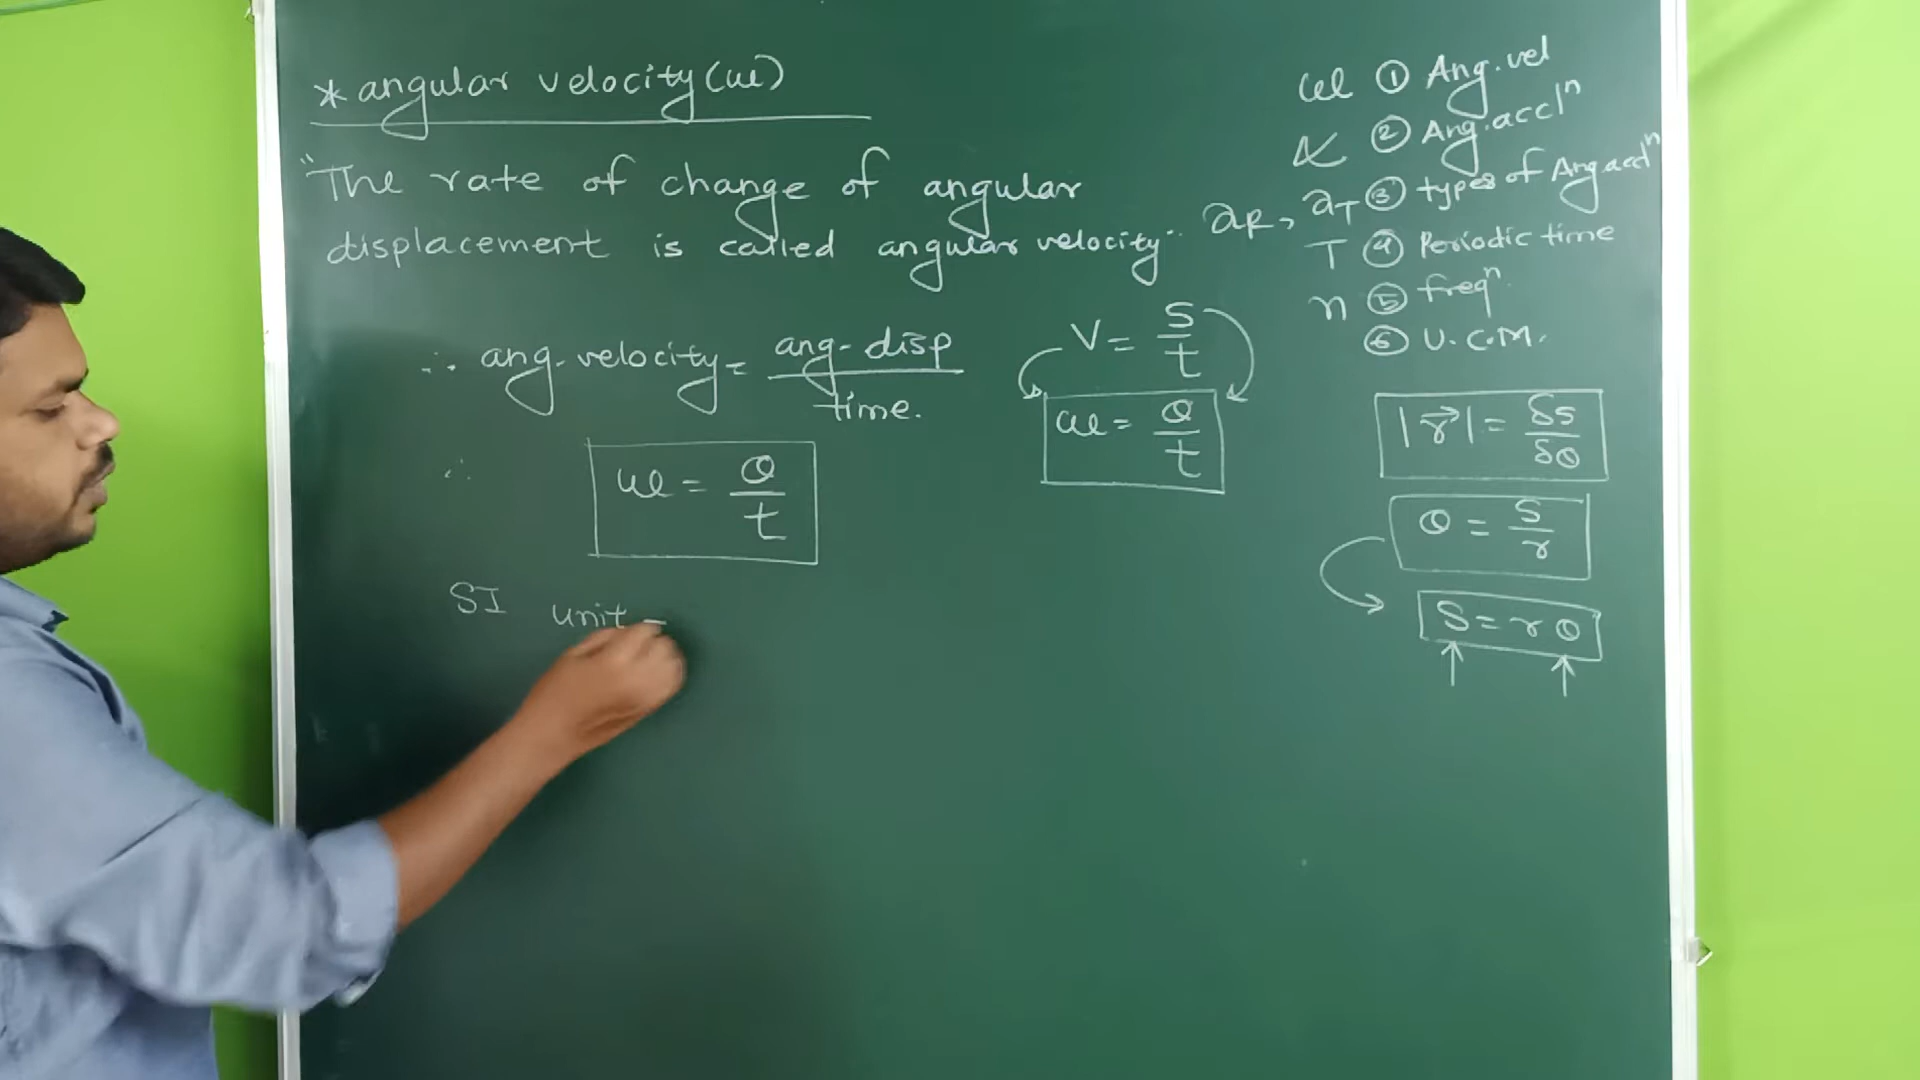 * angular velocity (ω)
"The rate of change of angular
displacement is called angular velocity"
∴ ang. velocity = ang. disp / time.
∴ ω = θ / t
SI unit -
V = s / t
ω = θ / t
ω ① Ang. vel
α ② Ang. acclⁿ
aR, aT ③ types of Ang. acclⁿ
T ④ Periodic time
n ⑤ freqⁿ.
⑥ U.C.M.
|r⃗| = δs / δθ
θ = s / r
S = r θ